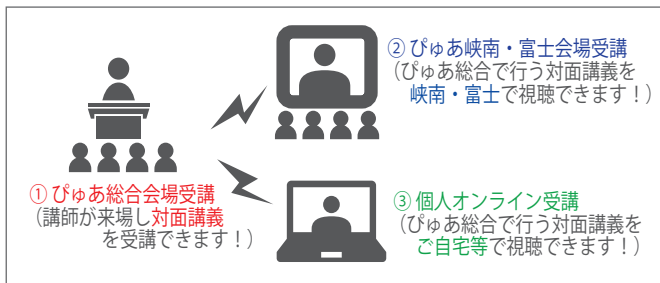 ① ぴゅあ総合会場受講
（講師が来場し対面講義
を受講できます！）
② ぴゅあ峡南・富士会場受講
（ぴゅあ総合で行う対面講義を
峡南・富士で視聴できます！）
③ 個人オンライン受講
（ぴゅあ総合で行う対面講義を
ご自宅等で視聴できます！）